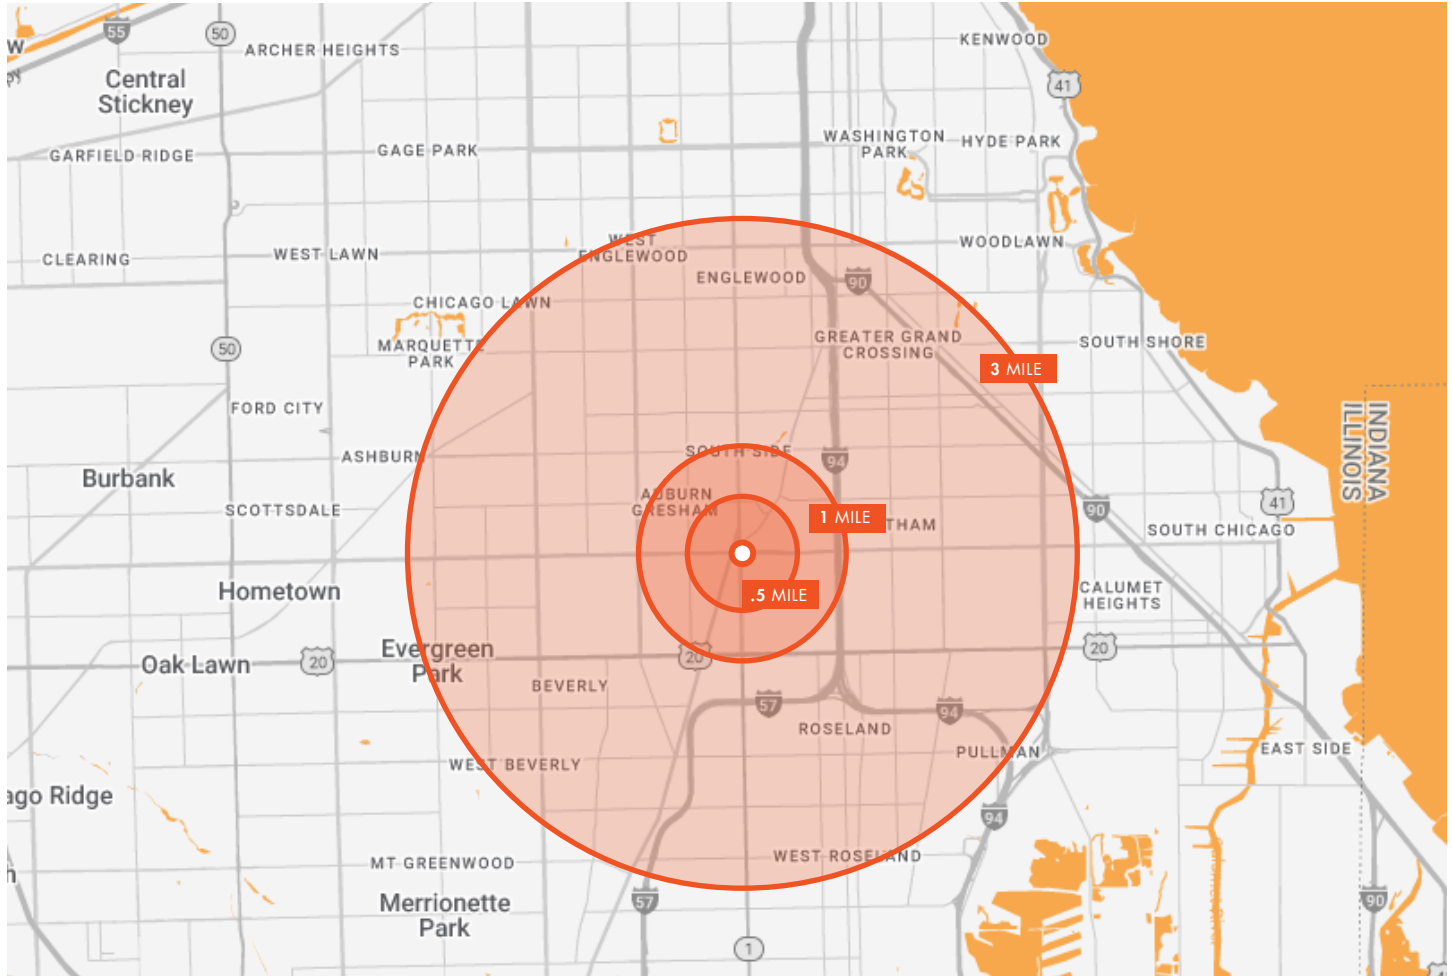 55
50
ARCHER HEIGHTS
KENWOOD
W
Central
Stickney
41
WASHINGTON
PARK
HYDE PARK
GARFIELD RIDGE
GAGE PARK
WEST
ENGLEWOOD
WOODLAWN
CLEARING
WEST LAWN
ENGLEWOOD
90
CHICAGO LAWN
MARQUETTE
PARK
GREATER GRAND
CROSSING
SOUTH SHORE
50
3 MILE
FORD CITY
INDIANA
ILLINOIS
ASHBURN
SOUTH SIDE
94
Burbank
AUBURN
GRESHAM
SCOTTSDALE
1 MILE
THAM
90
41
SOUTH CHICAGO
Hometown
.5 MILE
CALUMET
HEIGHTS
Oak Lawn
20
Evergreen
Park
20
20
BEVERLY
57
94
ROSELAND
PULLMAN
EAST SIDE
WEST BEVERLY
ago Ridge
94
MT GREENWOOD
WEST ROSELAND
h
Merrionette
Park
57
90
1
Calumet River